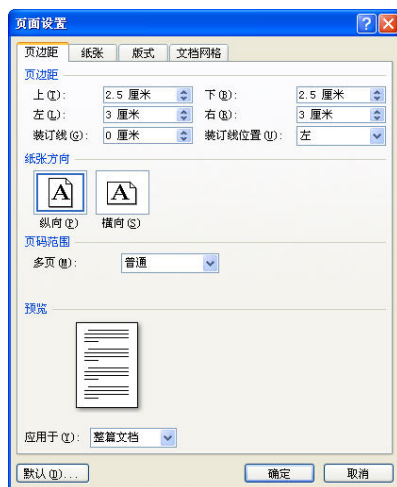 页面设置
页边距 纸张 版式 文档网格
页边距
上(T): 2.5 厘米 下(B): 2.5 厘米
左(L): 3 厘米 右(R): 3 厘米
装订线(G): 0 厘米 装订线位置(U): 左
纸张方向
A A
纵向(P) 横向(S)
页码范围
多页(M): 普通
预览
应用于(Y): 整篇文档
默认(D)... 确定 取消